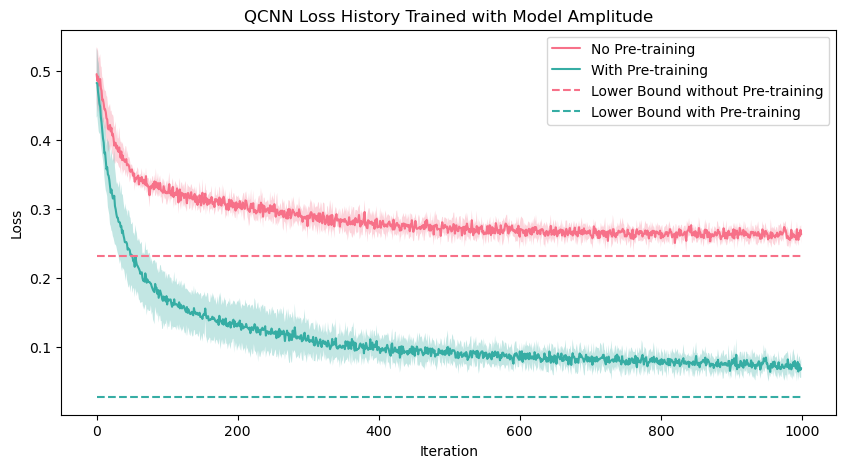 QCNN Loss History Trained with Model Amplitude
No Pre-training
With Pre-training
Lower Bound without Pre-training
Lower Bound with Pre-training
0.5
0.4
0.3
0.2
0.1
Loss
0 200 400 600 800 1000
Iteration